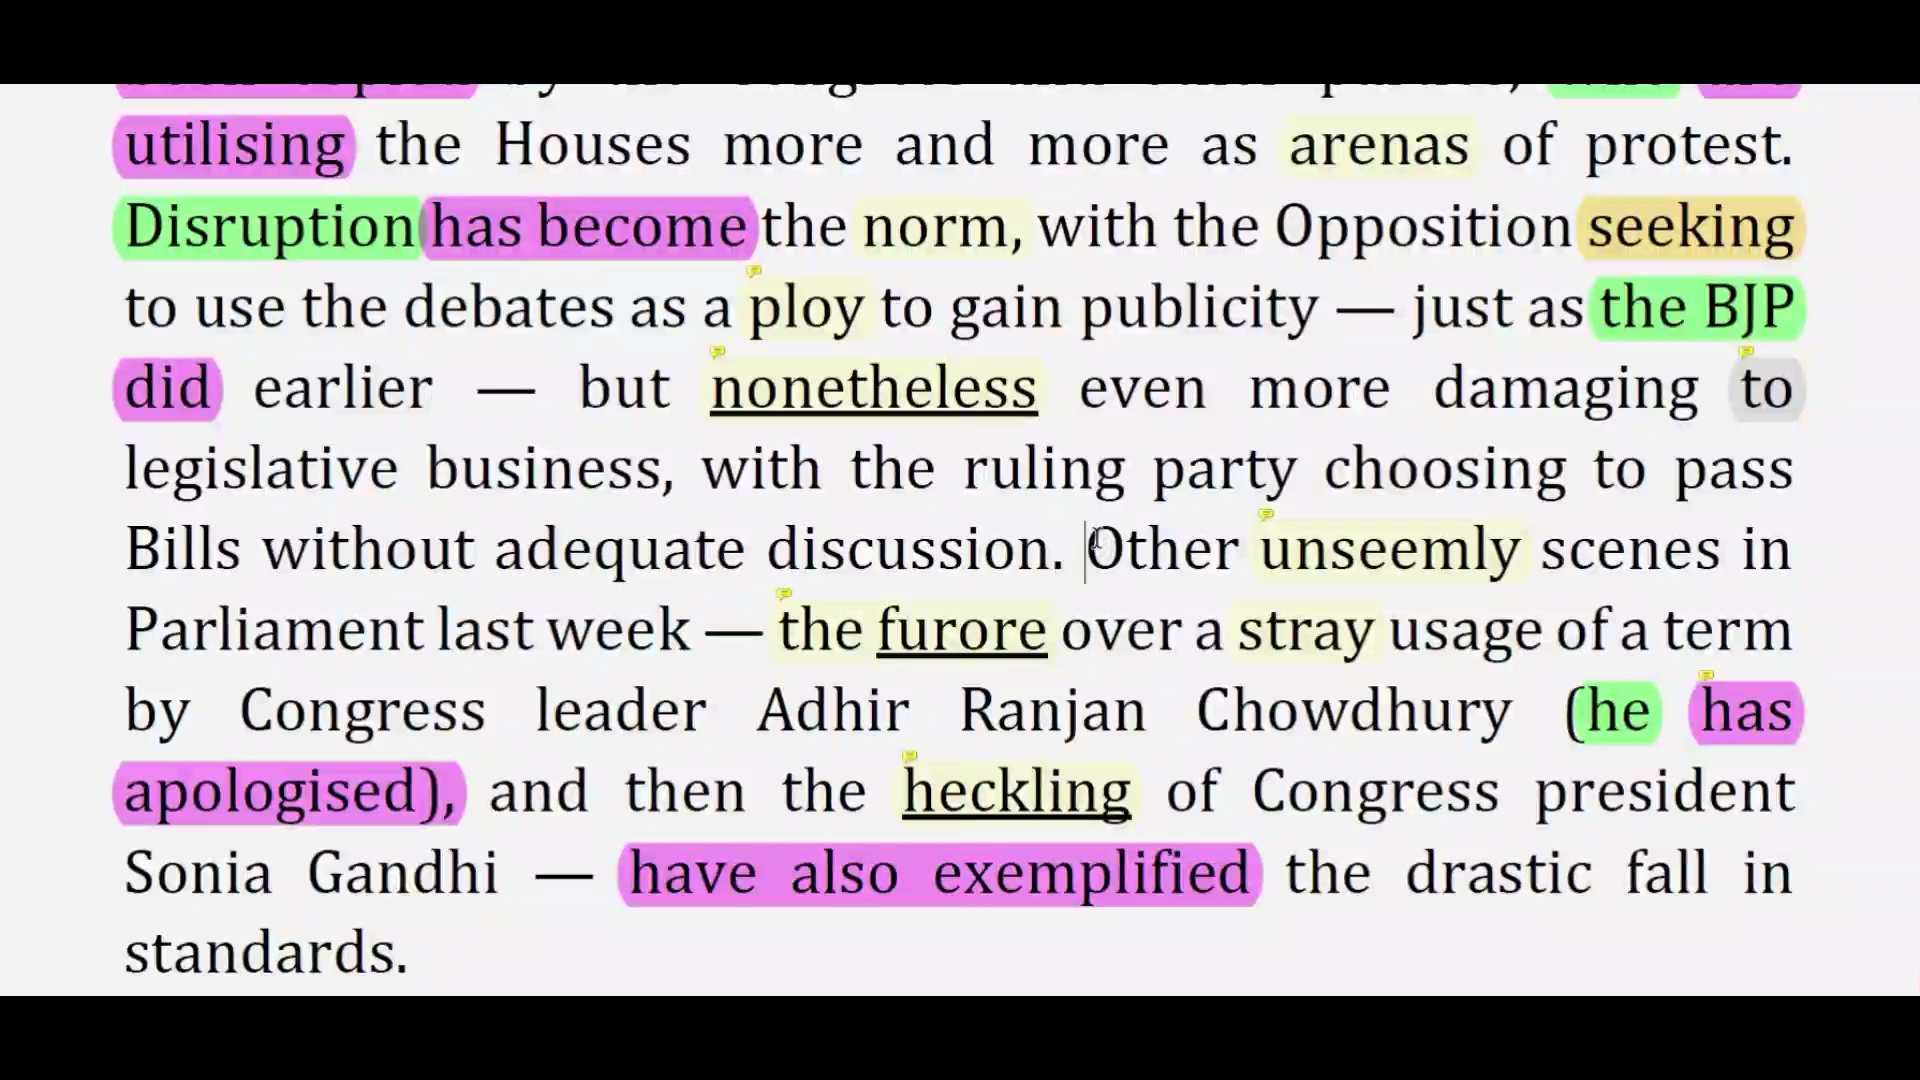 utilising the Houses more and more as arenas of protest.
Disruption has become the norm, with the Opposition seeking
to use the debates as a ploy to gain publicity — just as the BJP
did earlier — but nonetheless even more damaging to
legislative business, with the ruling party choosing to pass
Bills without adequate discussion. Other unseemly scenes in
Parliament last week — the furore over a stray usage of a term
by Congress leader Adhir Ranjan Chowdhury (he has
apologised), and then the heckling of Congress president
Sonia Gandhi — have also exemplified the drastic fall in
standards.